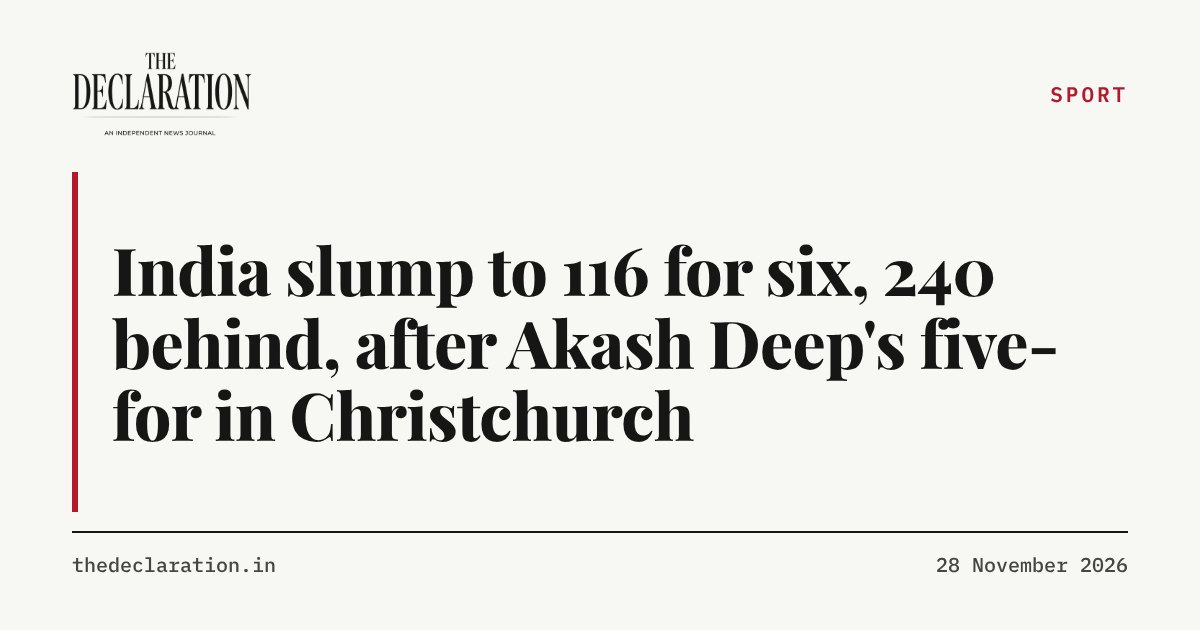 THE
DECLARATION
AN INDEPENDENT NEWS JOURNAL
SPORT
India slump to 116 for six, 240
behind, after Akash Deep's five-
for in Christchurch
thedeclaration.in
28 November 2026